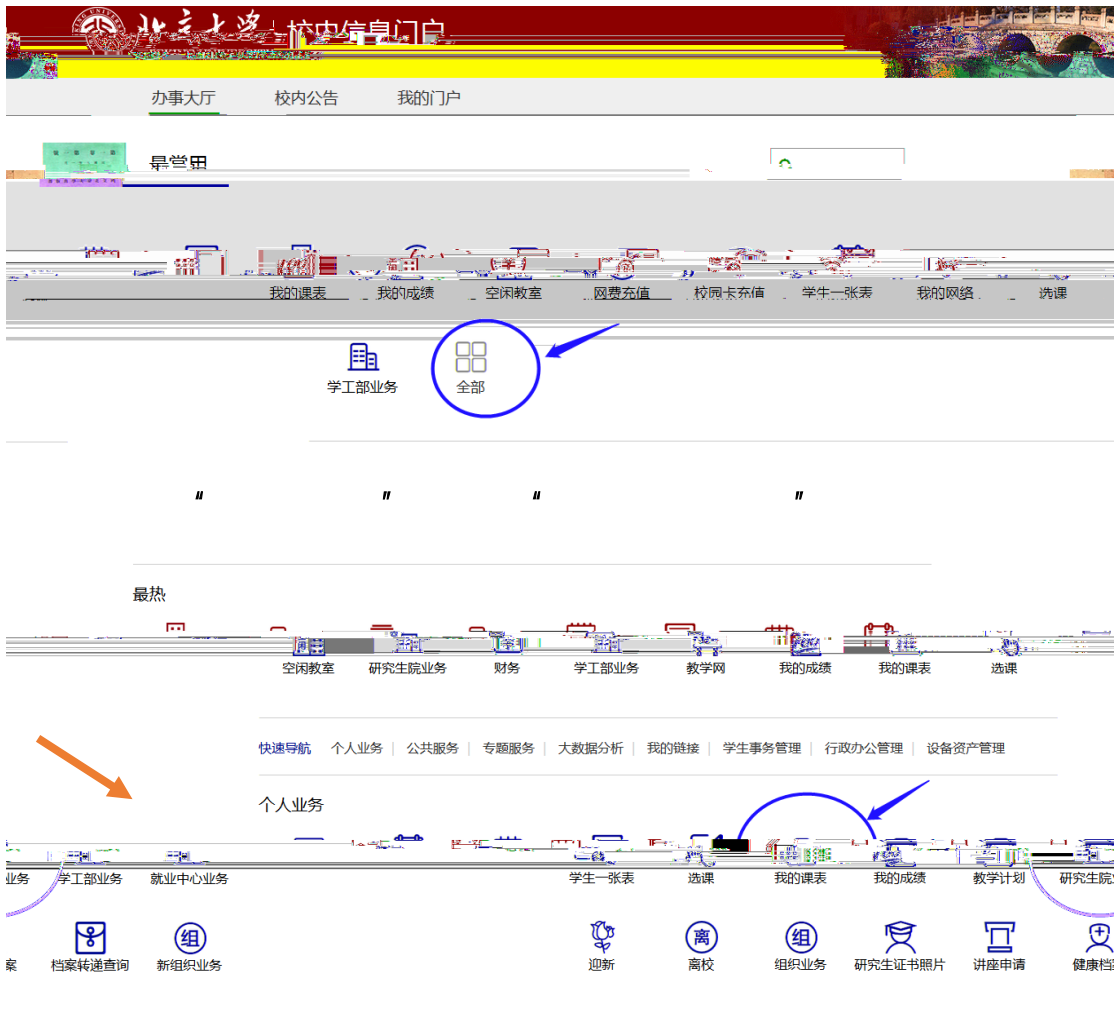 北京大学 校内信息门户
办事大厅 校内公告 我的门户
最常用
我的课表 我的成绩 空闲教室 网费充值 校园卡充值 学生一张表 我的网络 选课
学工部业务 全部
“ ” “ ”
最热
空闲教室 研究生院业务 财务 学工部业务 教学网 我的成绩 我的课表 选课
快速导航 个人业务 | 公共服务 | 专题服务 | 大数据分析 | 我的链接 | 学生事务管理 | 行政办公管理 | 设备资产管理
个人业务
业务 学工部业务 就业中心业务 学生一张表 选课 我的课表 我的成绩 教学计划 研究生院
组 离 组
案 档案转递查询 新组织业务 迎新 离校 组织业务 研究生证书照片 讲座申请 健康档